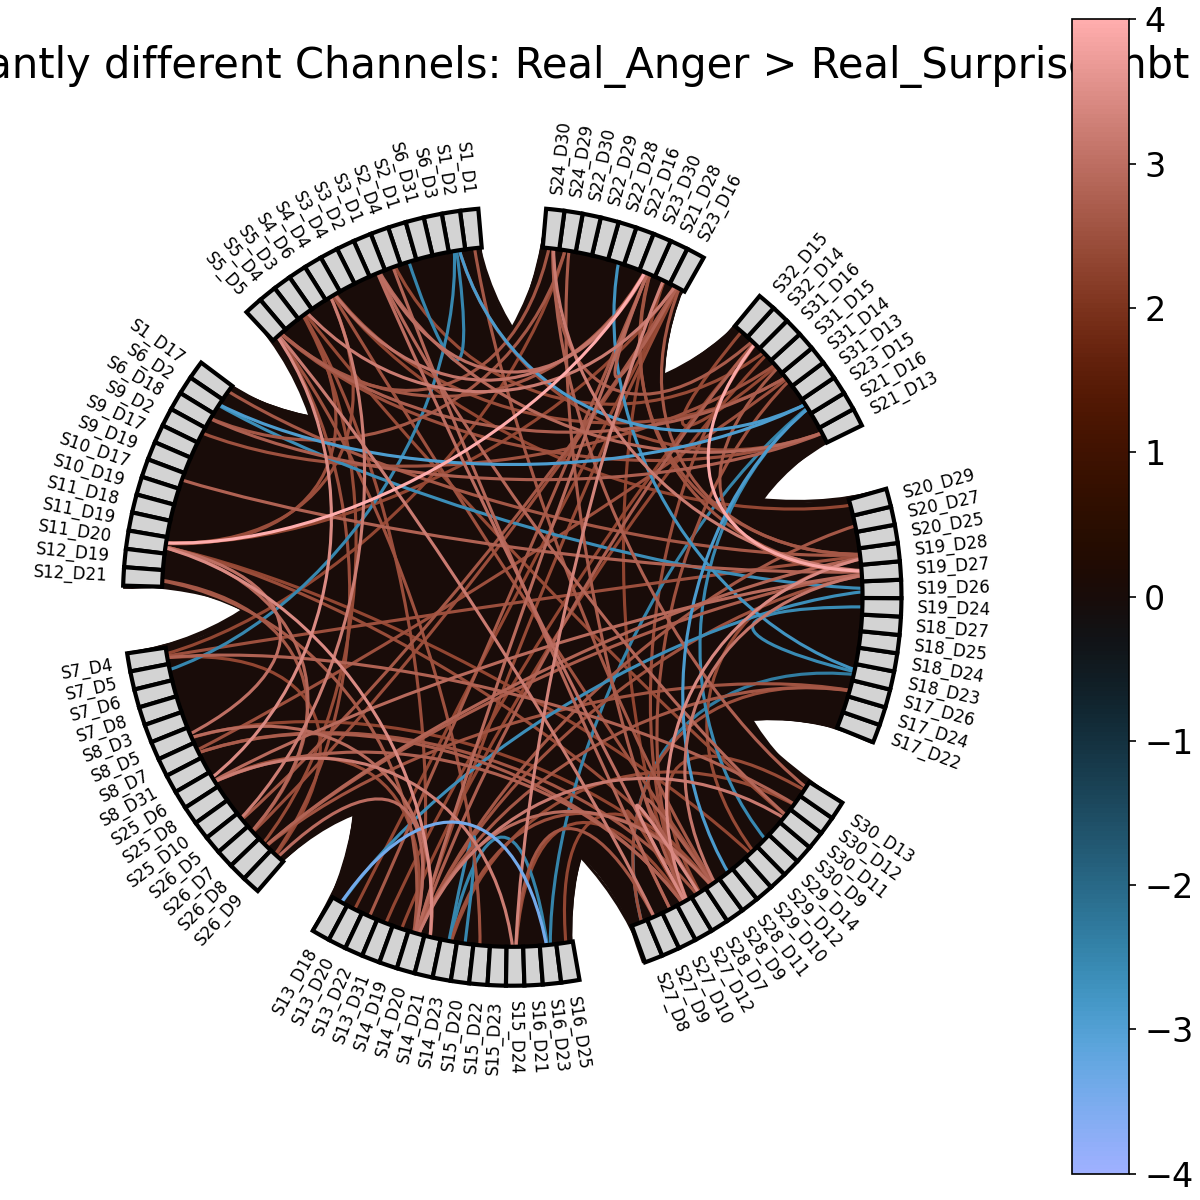 antly different Channels: Real_Anger > Real_Surprise hbt
S24_D30
S24_D29
S22_D30
S22_D29
S22_D28
S22_D16
S23_D30
S21_D28
S23_D16
S32_D15
S32_D14
S31_D16
S31_D15
S31_D14
S31_D13
S23_D15
S21_D16
S21_D13
S20_D29
S20_D27
S20_D25
S19_D28
S19_D27
S19_D26
S19_D24
S18_D27
S18_D25
S18_D24
S18_D23
S17_D26
S17_D24
S17_D22
S30_D13
S30_D12
S30_D11
S30_D9
S29_D14
S29_D12
S29_D10
S28_D11
S28_D9
S28_D7
S27_D12
S27_D10
S27_D9
S27_D8
S16_D25
S16_D23
S16_D21
S15_D24
S15_D23
S15_D22
S15_D20
S14_D23
S14_D21
S14_D20
S14_D19
S13_D31
S13_D22
S13_D20
S13_D18
S26_D9
S26_D8
S26_D7
S26_D5
S25_D10
S25_D8
S25_D6
S8_D31
S8_D7
S8_D5
S8_D3
S7_D8
S7_D6
S7_D5
S7_D4
S12_D21
S12_D19
S11_D20
S11_D19
S11_D18
S10_D19
S10_D17
S9_D19
S9_D17
S9_D2
S6_D18
S6_D2
S1_D17
S5_D5
S5_D4
S5_D3
S4_D6
S4_D4
S3_D4
S3_D2
S3_D1
S2_D4
S2_D1
S6_D31
S6_D3
S1_D2
S1_D1
4
3
2
1
0
−1
−2
−3
−4